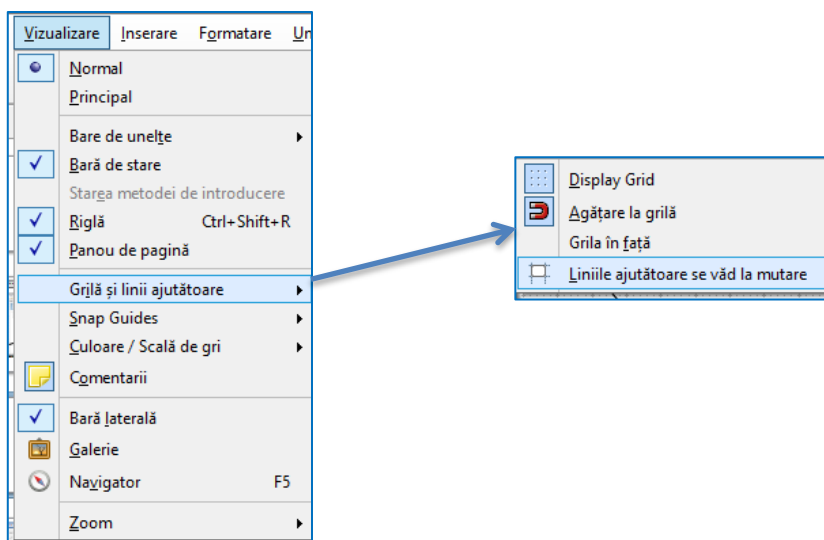 Vizualizare Inserare Formatare Un
Normal
Principal
Bare de unelte
Bară de stare
Starea metodei de introducere
Riglă Ctrl+Shift+R
Panou de pagină
Grilă și linii ajutătoare
Snap Guides
Culoare / Scală de gri
Comentarii
Bară laterală
Galerie
Navigator F5
Zoom
Display Grid
Agățare la grilă
Grila în față
Liniile ajutătoare se văd la mutare